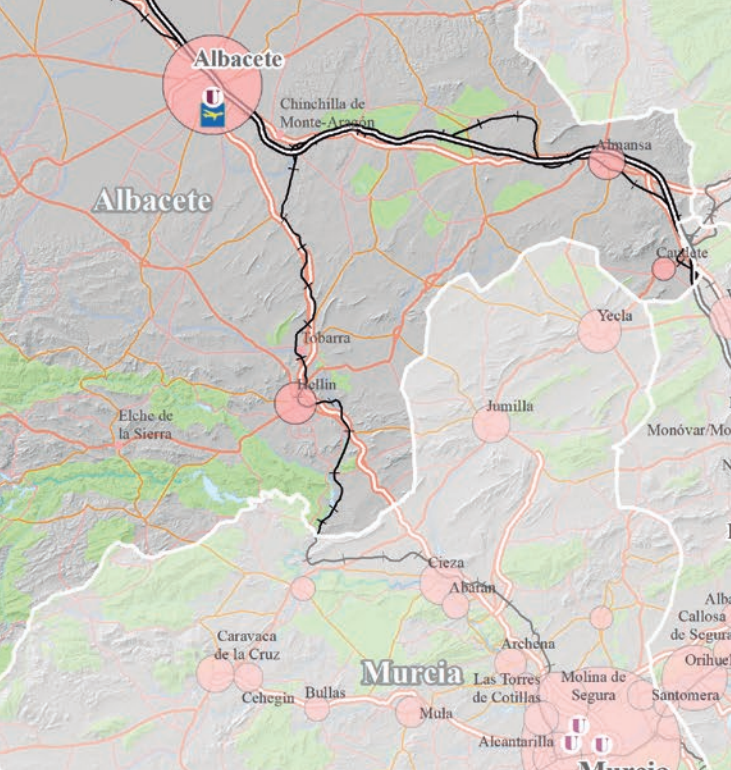 Albacete
U
Chinchilla de
Monte-Aragón
Almansa
Albacete
Caudete
Yecla
Tobarra
Hellín
Jumilla
Elche de
la Sierra
Monóvar/Mo
Cieza
Abarán
Caravaca
de la Cruz
Archena
Callosa
de Segura
Murcia
Las Torres
de Cotillas
Molina de
Segura
Orihuel
Santomera
Cehegín
Bullas
Mula
Alcantarilla
U
U
U
Murcia